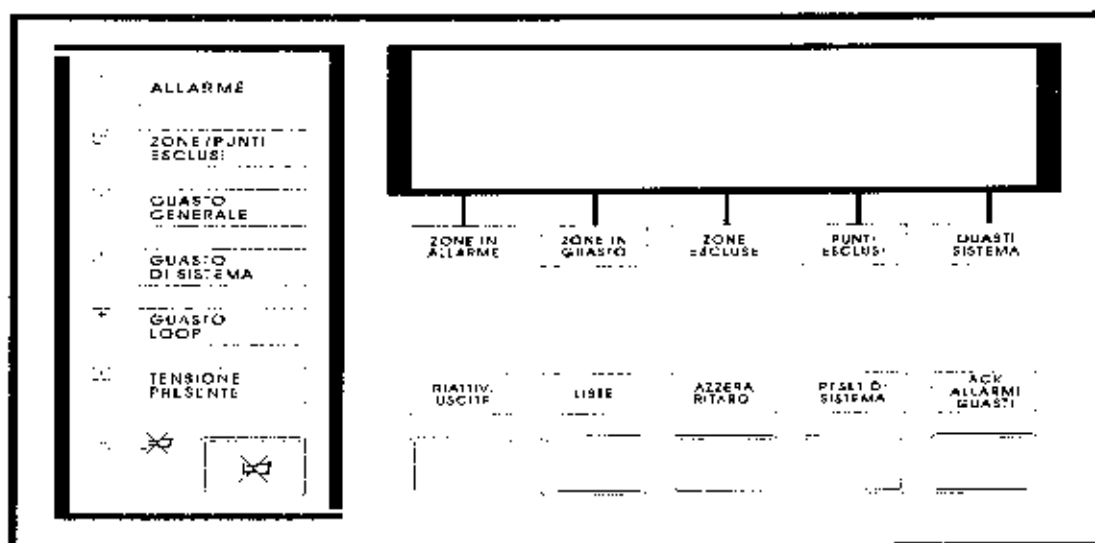 ALLARME
ZONE/PUNTI
ESCLUSI
GUASTO
GENERALE
GUASTO
DI SISTEMA
GUASTO
LOOP
TENSIONE
PRESENTE
ZONE IN
ALLARME
ZONE IN
GUASTO
ZONE
ESCLUSE
PUNTI
ESCLUSI
GUASTI
SISTEMA
RIATTIV.
USCITE
LISTE
AZZERA
RITARD
RESET DI
SISTEMA
ACK
ALLARMI
GUASTI